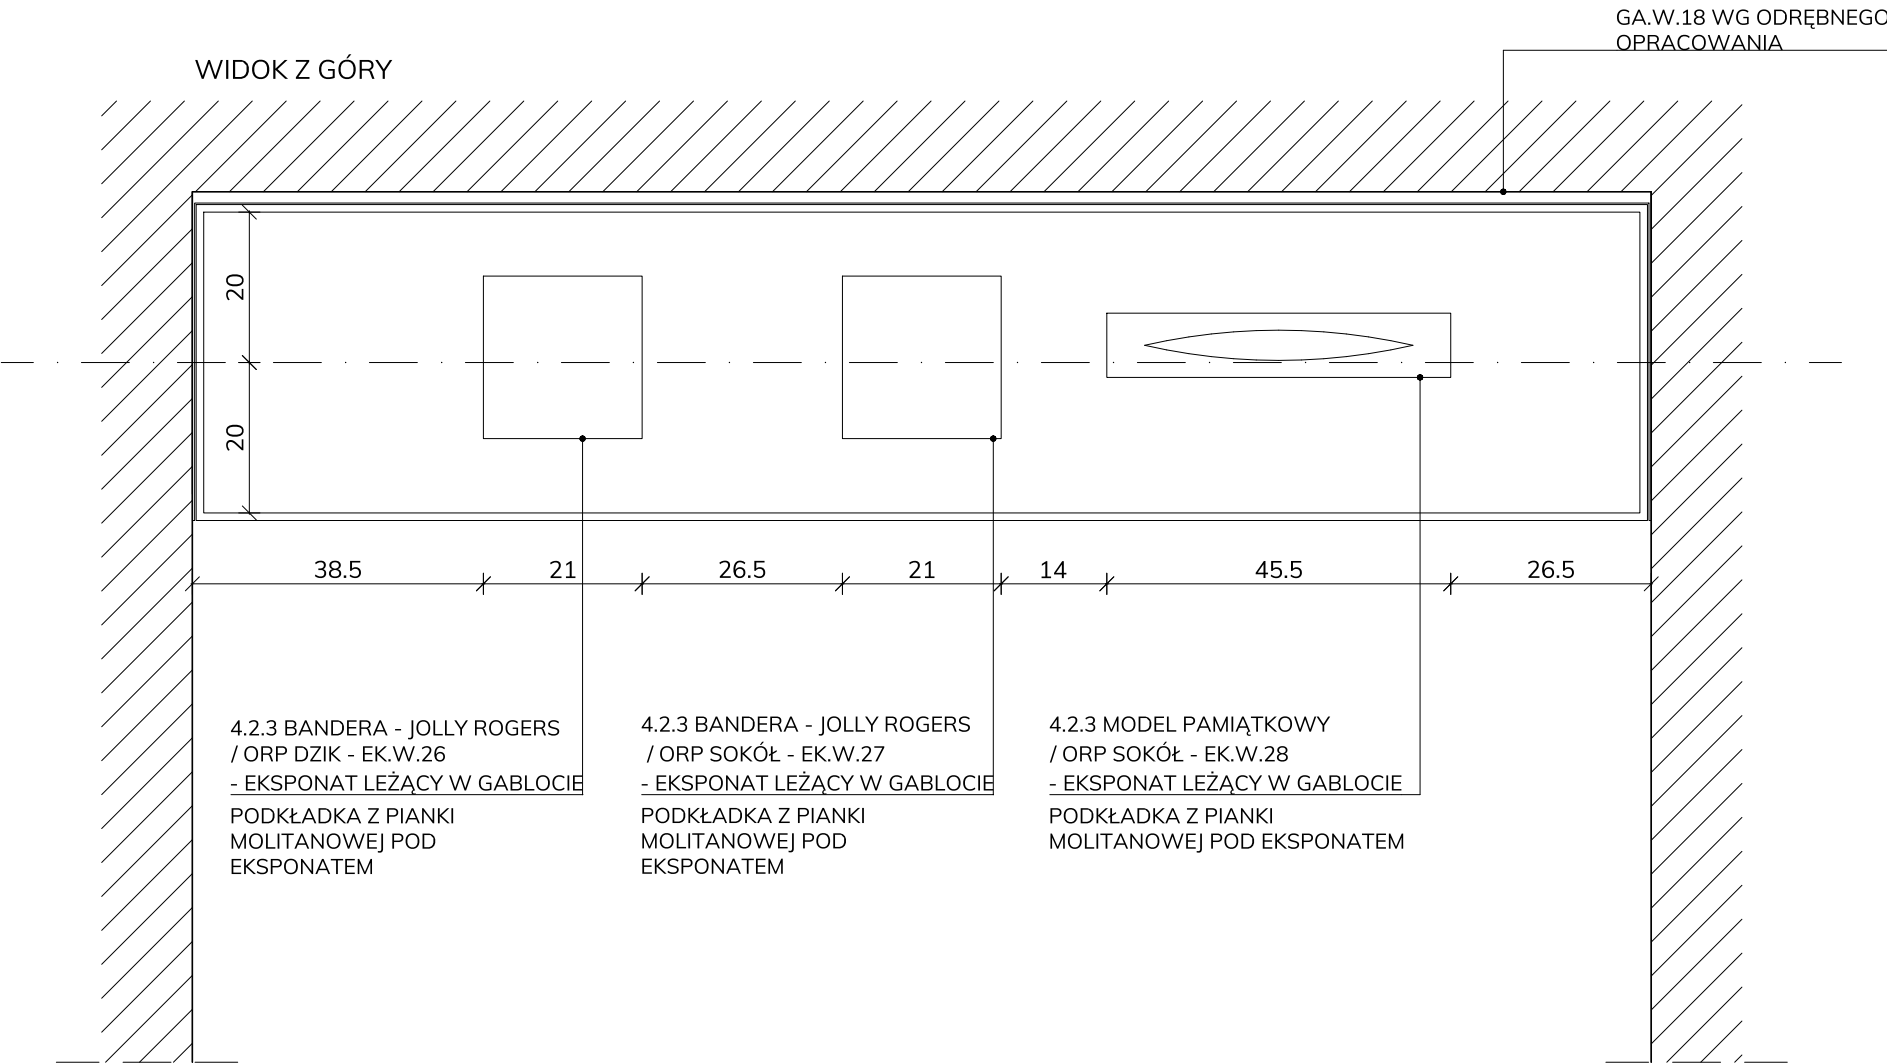 GA.W.18 WG ODRĘBNEGO
OPRACOWANIA
WIDOK Z GÓRY
20
20
38.5
21
26.5
21
14
45.5
26.5
4.2.3 BANDERA - JOLLY ROGERS
/ ORP DZIK - EK.W.26
- EKSPONAT LEŻĄCY W GABLOCIE
PODKŁADKA Z PIANKI
MOLITANOWEJ POD
EKSPONATEM
4.2.3 BANDERA - JOLLY ROGERS
/ ORP SOKÓŁ - EK.W.27
- EKSPONAT LEŻĄCY W GABLOCIE
PODKŁADKA Z PIANKI
MOLITANOWEJ POD
EKSPONATEM
4.2.3 MODEL PAMIĄTKOWY
/ ORP SOKÓŁ - EK.W.28
- EKSPONAT LEŻĄCY W GABLOCIE
PODKŁADKA Z PIANKI
MOLITANOWEJ POD EKSPONATEM